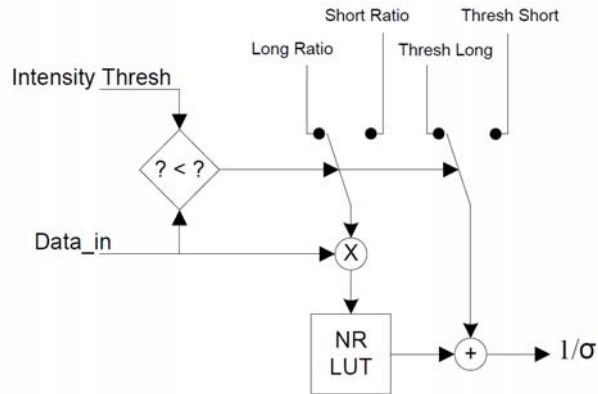 Short Ratio
Thresh Short
Long Ratio
Thresh Long
Intensity Thresh
? < ?
Data_in
X
NR
LUT
+
1/σ